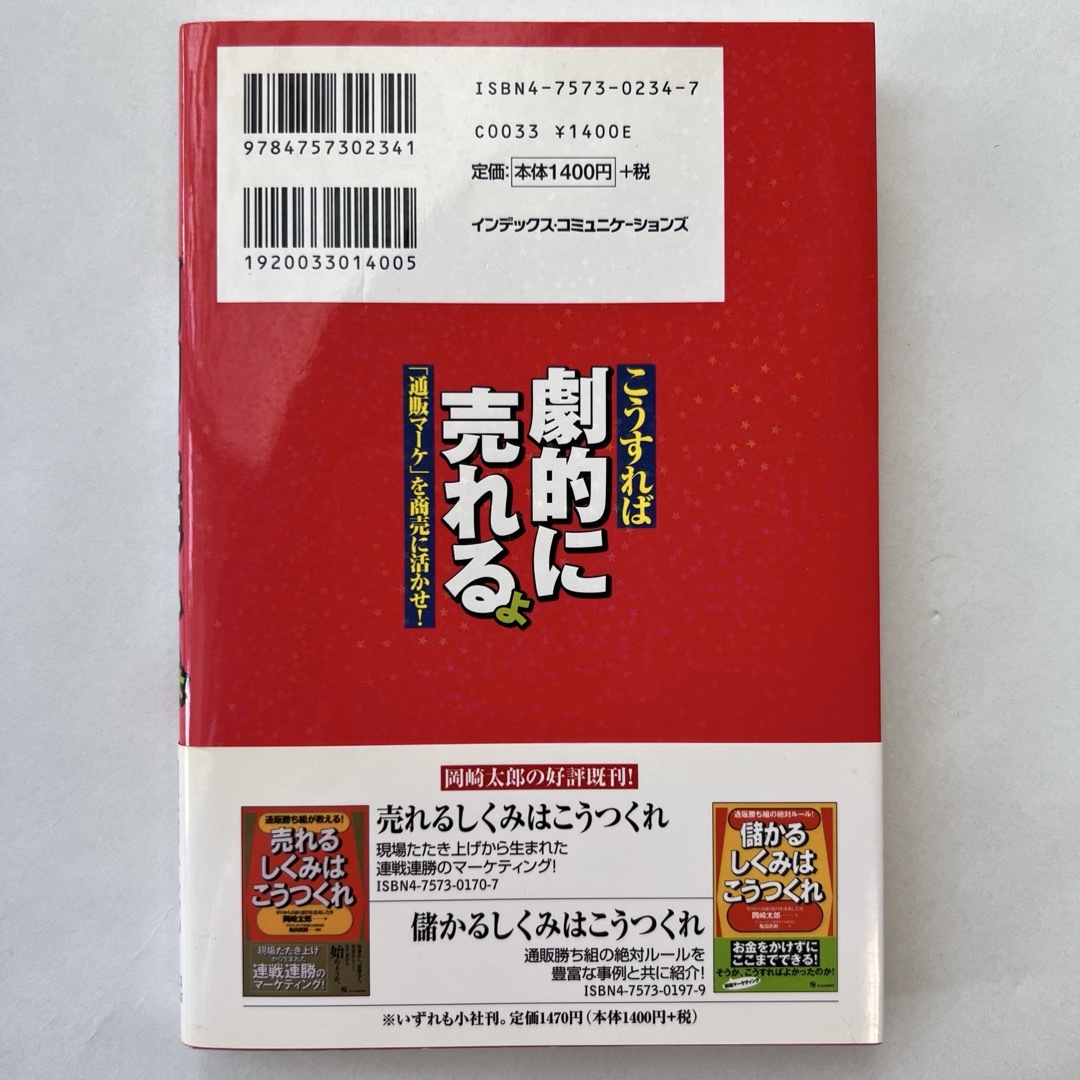 9784757302341
1920033014005
ISBN4-7573-0234-7
C0033 ¥1400E
定価:本体1400円+税
インデックス・コミュニケーションズ
こうすれば
劇的に
売れるよ
「通販マーケ」を商売に活かせ!
岡崎太郎の好評既刊!
売れるしくみはこうつくれ
現場たたき上げから生まれた
連戦連勝のマーケティング!
ISBN4-7573-0170-7
儲かるしくみはこうつくれ
通販勝ち組の絶対ルールを
豊富な事例と共に紹介!
ISBN4-7573-0197-9
※いずれも小社刊。定価1470円(本体1400円+税)
通販勝ち組が教える!
売れる
しくみは
こうつくれ
岡崎太郎
現場たたき上げ
から生まれた
連戦連勝の
マーケティング!
通販勝ち組の絶対ルール!
儲かる
しくみは
こうつくれ
岡崎太郎
お金をかけずに
ここまでできる!
そうか、こうすればよかったのか!